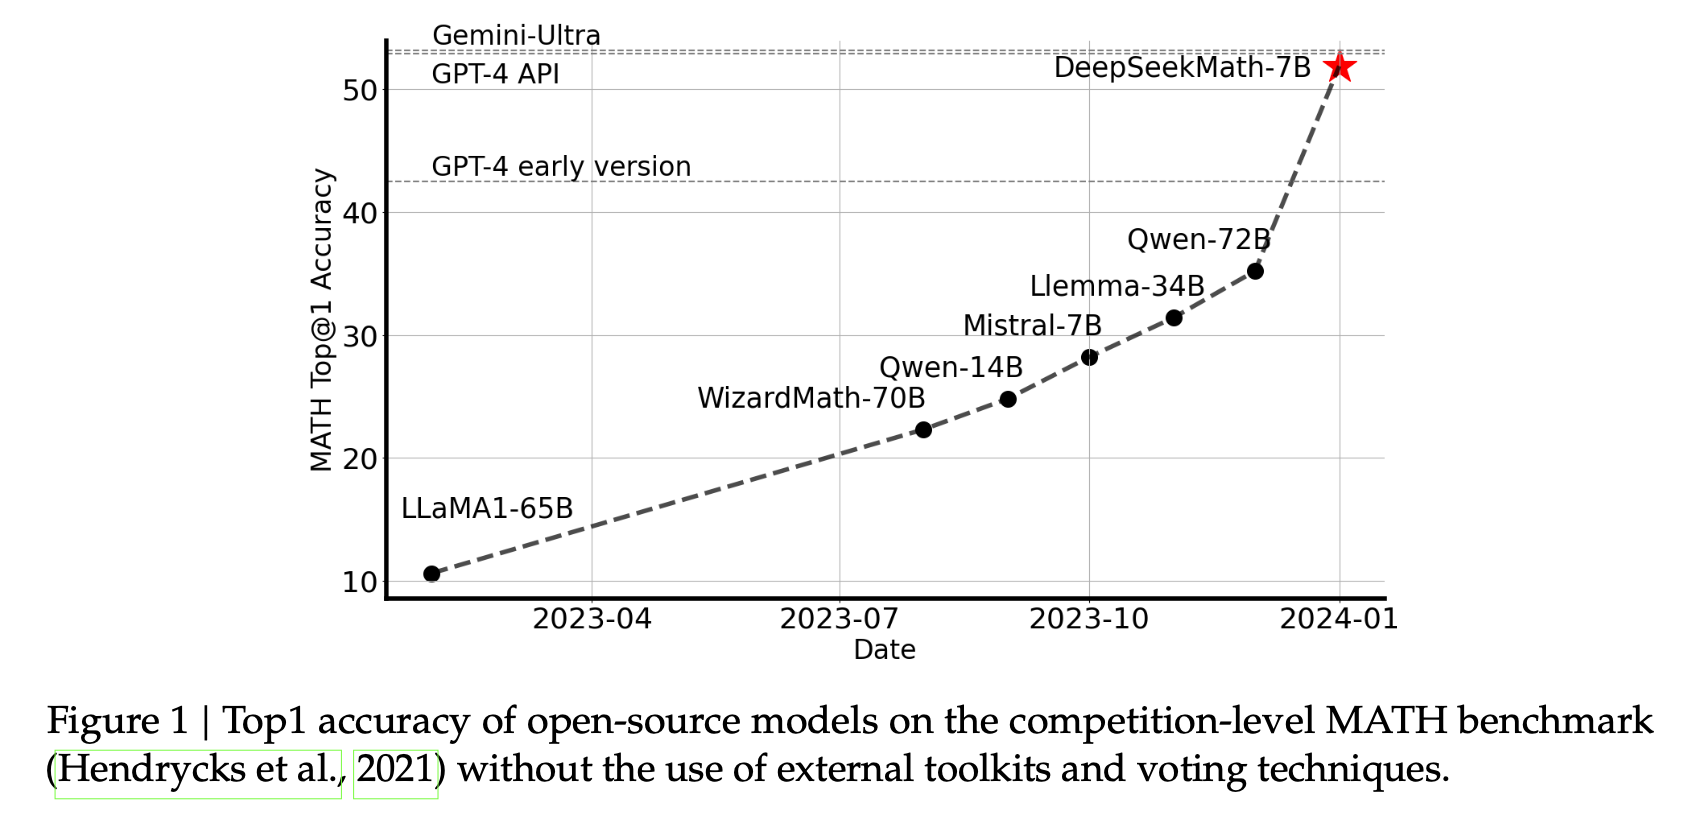 Gemini-Ultra
GPT-4 API
DeepSeekMath-7B
50
GPT-4 early version
40
Qwen-72B
Llemma-34B
Mistral-7B
30
Qwen-14B
WizardMath-70B
20
LLaMA1-65B
10
MATH Top@1 Accuracy
2023-04 2023-07 2023-10 2024-01
Date
Figure 1 | Top1 accuracy of open-source models on the competition-level MATH benchmark
(Hendrycks et al., 2021) without the use of external toolkits and voting techniques.